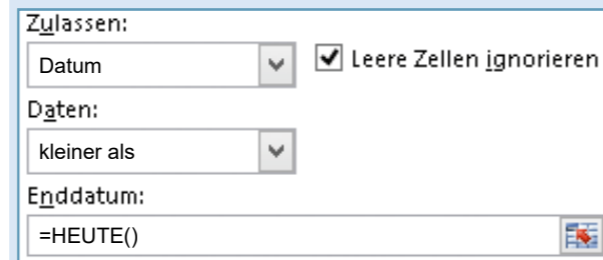 Zulassen:
Datum
Leere Zellen ignorieren
Daten:
kleiner als
Enddatum:
=HEUTE()